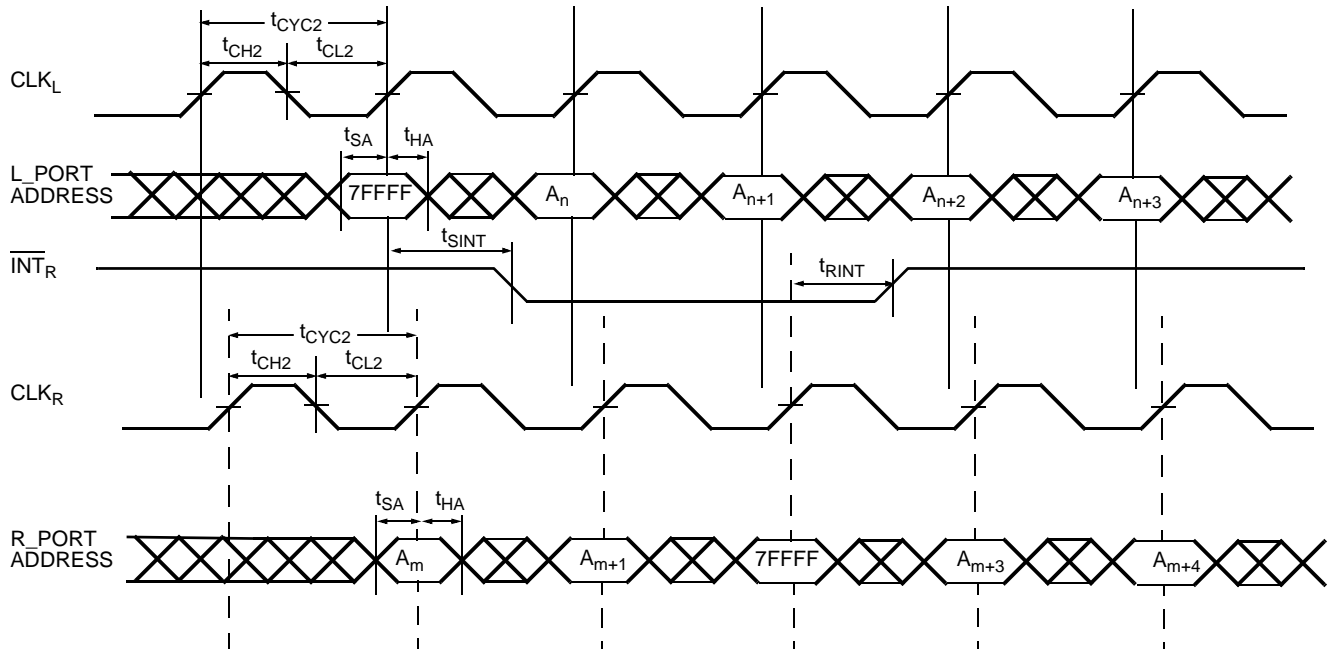 tCYC2
tCH2 tCL2
CLKL
tSA tHA
L_PORT
ADDRESS
7FFFF An An+1 An+2 An+3
tSINT
INTR
tRINT
tCYC2
tCH2 tCL2
CLKR
tSA tHA
R_PORT
ADDRESS
Am Am+1 7FFFF Am+3 Am+4